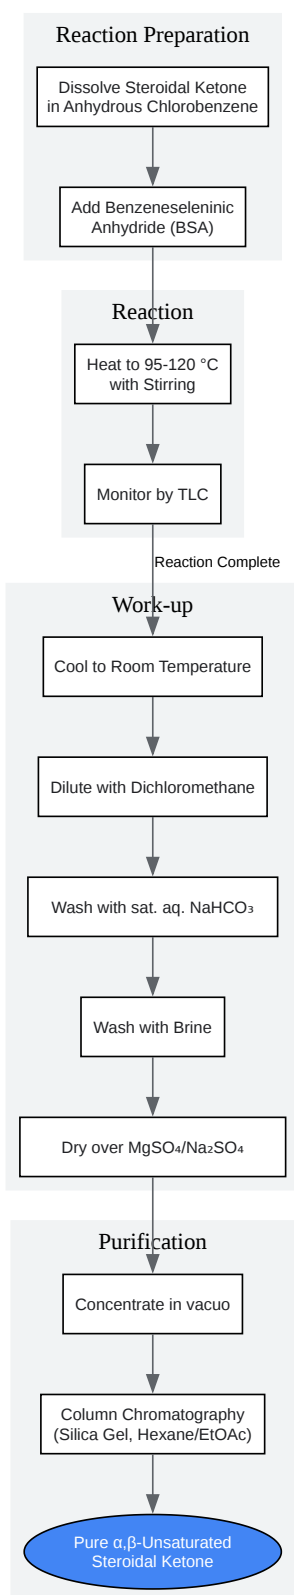 Reaction Preparation
Dissolve Steroidal Ketone
in Anhydrous Chlorobenzene
Add Benzeneseleninic
Anhydride (BSA)
Reaction
Heat to 95-120 °C
with Stirring
Monitor by TLC
Reaction Complete
Work-up
Cool to Room Temperature
Dilute with Dichloromethane
Wash with sat. aq. NaHCO₃
Wash with Brine
Dry over MgSO₄/Na₂SO₄
Purification
Concentrate in vacuo
Column Chromatography
(Silica Gel, Hexane/EtOAc)
Pure α,β-Unsaturated
Steroidal Ketone